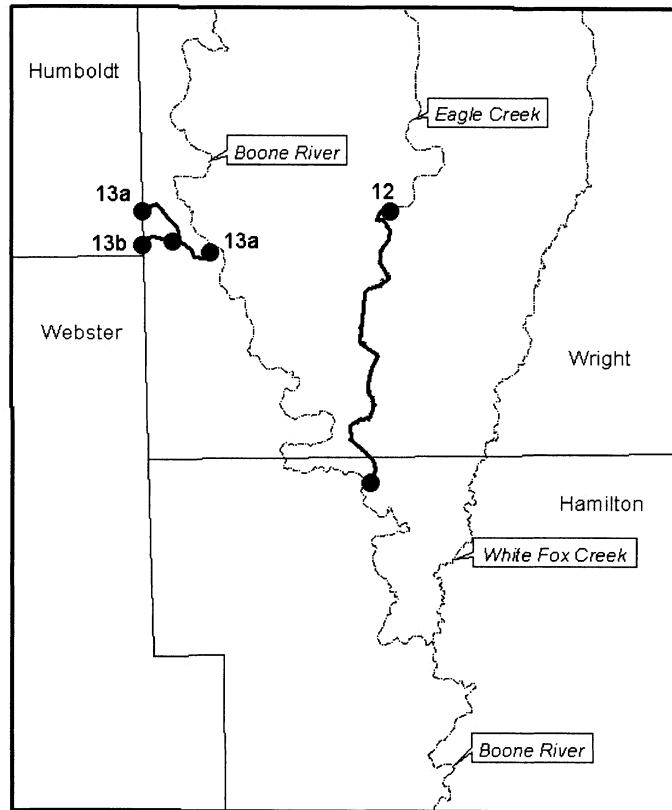 Humboldt
Eagle Creek
Boone River
13a
12
13b
13a
Webster
Wright
Hamilton
White Fox Creek
Boone River